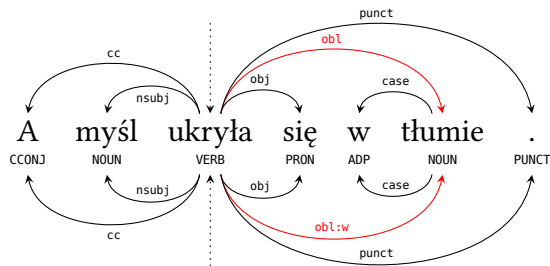 punct
obl
cc
nsubj
obj
case
A myśl ukryła się w tłumie .
CCONJ NOUN VERB PRON ADP NOUN PUNCT
nsubj
obj
case
cc
obl:w
punct